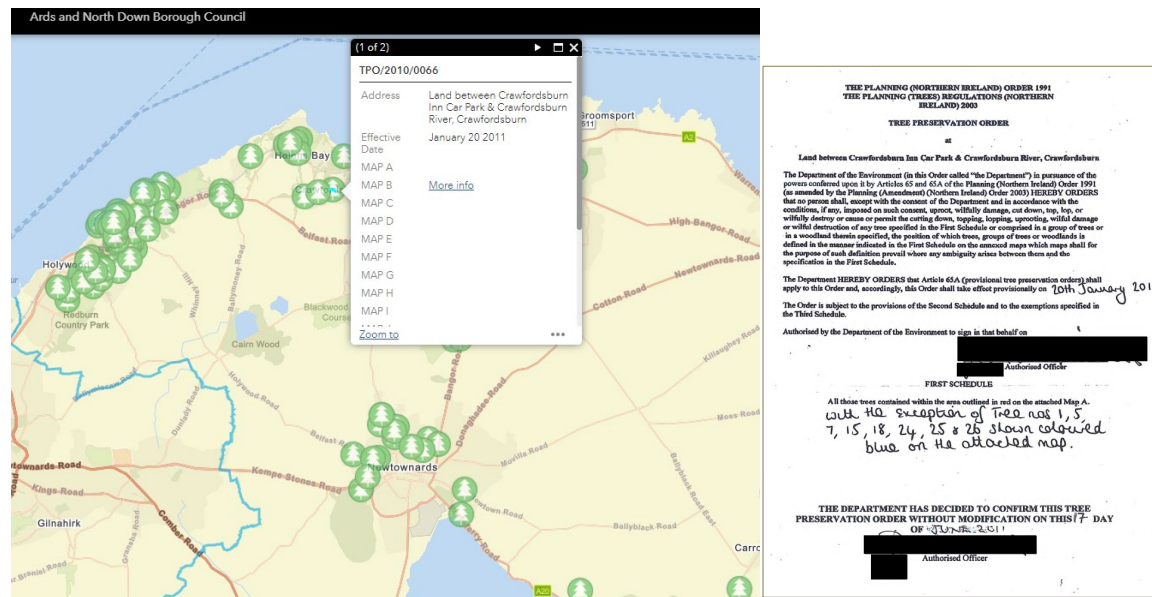 Ards and North Down Borough Council
(1 of 2)
TPO/2010/0066
Address Land between Crawfordsburn
Inn Car Park & Crawfordsburn
River, Crawfordsburn
Effective January 20 2011
Date
MAP A
MAP B More info
MAP C
MAP D
MAP E
MAP F
MAP G
MAP H
MAP I
Zoom to
Groomsport
511
A2
Bay
Warren
Bangor Road
Belfast Road
High-Bangor Road
Newtownards Road
Holywood
Ballymoney Road
Whinney Hill
Cotton-Road
Redburn
Country Park
Blackwood
Course
Cairn Wood
Killaughey Road
Holywood Road
Bangor Road
Donaghadee Road
Moss Road
Belfast
Newtownards
Movilla Road
Kempe Stones Road
Kings-Road
Comber-Road
Gilnahirk
Ballyblack Road East
Ballyblack Road
A20
THE PLANNING (NORTHERN IRELAND) ORDER 1991
THE PLANNING (TREES) REGULATIONS (NORTHERN
IRELAND) 2003
TREE PRESERVATION ORDER
at
Land between Crawfordsburn Inn Car Park & Crawfordsburn River, Crawfordsburn
The Department of the Environment (in this Order called "the Department") in pursuance of the
powers conferred upon it by Articles 65 and 65A of the Planning (Northern Ireland) Order 1991
(as amended by the Planning (Amendment) (Northern Ireland) Order 2003) HEREBY ORDERS
that no person shall, except with the consent of the Department and in accordance with the
conditions, if any, imposed on such consent, uproot, wilfully damage, cut down, top, lop, or
wilfully destroy or cause or permit the cutting down, topping, lopping, uprooting, wilful damage
or wilful destruction of any tree specified in the First Schedule or comprised in a group of trees or
in a woodland therein specified, the position of which trees, groups of trees or woodlands is
defined in the manner indicated in the First Schedule on the annexed maps which maps shall for
the purpose of such definition prevail where any ambiguity arises between them and the
specification in the First Schedule.
The Department HEREBY ORDERS that Article 65A (provisional tree preservation orders) shall
apply to this Order and, accordingly, this Order shall take effect provisionally on 20th January 201
The Order is subject to the provisions of the Second Schedule and to the exemptions specified in
the Third Schedule.
Authorised by the Department of the Environment to sign in that behalf on
Authorised Officer
FIRST SCHEDULE
All those trees contained within the area outlined in red on the attached Map A.
with the exception of Tree nos 1, 5
7, 15, 18, 24, 25 & 26 shown coloured
blue on the attached map.
THE DEPARTMENT HAS DECIDED TO CONFIRM THIS TREE
PRESERVATION ORDER WITHOUT MODIFICATION ON THIS 17 DAY
OF JUNE 2011
Authorised Officer